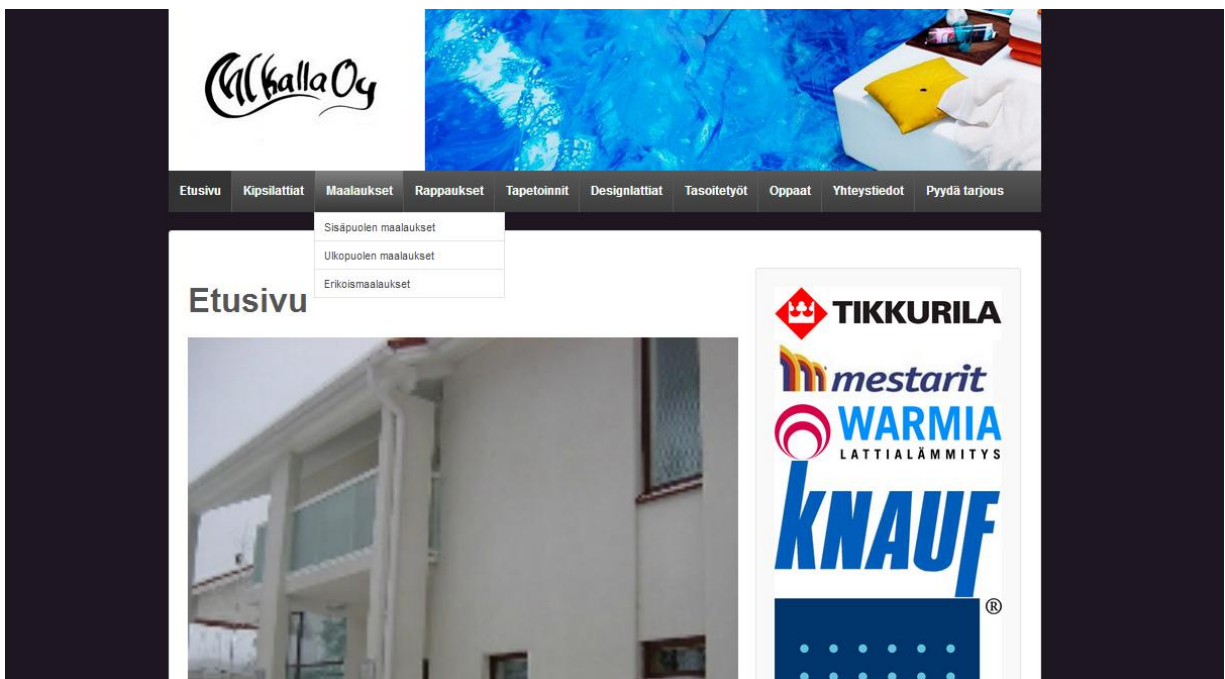 Kalla Oy
Etusivu Kipsilattiat Maalaukset Rappaukset Tapetoinnit Designlattiat Tasoitetyöt Oppaat Yhteystiedot Pyydä tarjous
Sisäpuolen maalaukset
Ulkopuolen maalaukset
Erikoismaalaukset
Etusivu
TIKKURILA
mestarit
WARMIA
LATTIALÄMMITYS
KNAUF
®